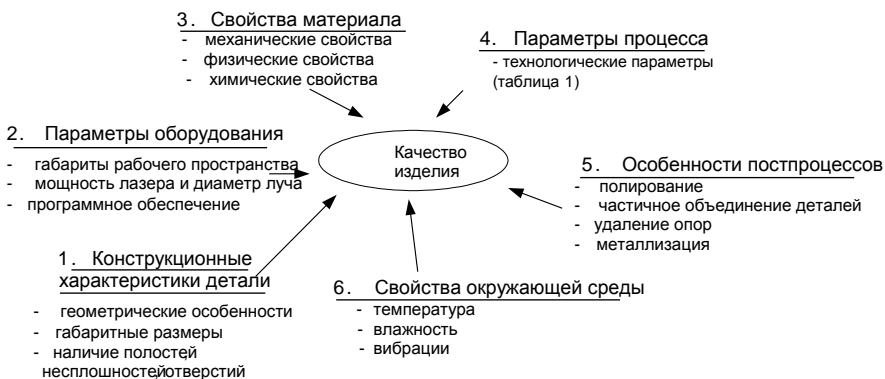 3. Свойства материала
- механические свойства
- физические свойства
- химические свойства
4. Параметры процесса
- технологические параметры
(таблица 1)
2. Параметры оборудования
- габариты рабочего пространства
- мощность лазера и диаметр луча
- программное обеспечение
Качество
изделия
5. Особенности постпроцессов
- полирование
- частичное объединение деталей
- удаление опор
- металлизация
1. Конструкционные
характеристики детали
- геометрические особенности
- габаритные размеры
- наличие полостей,
несплошностей,отверстий
6. Свойства окружающей среды
- температура
- влажность
- вибрации